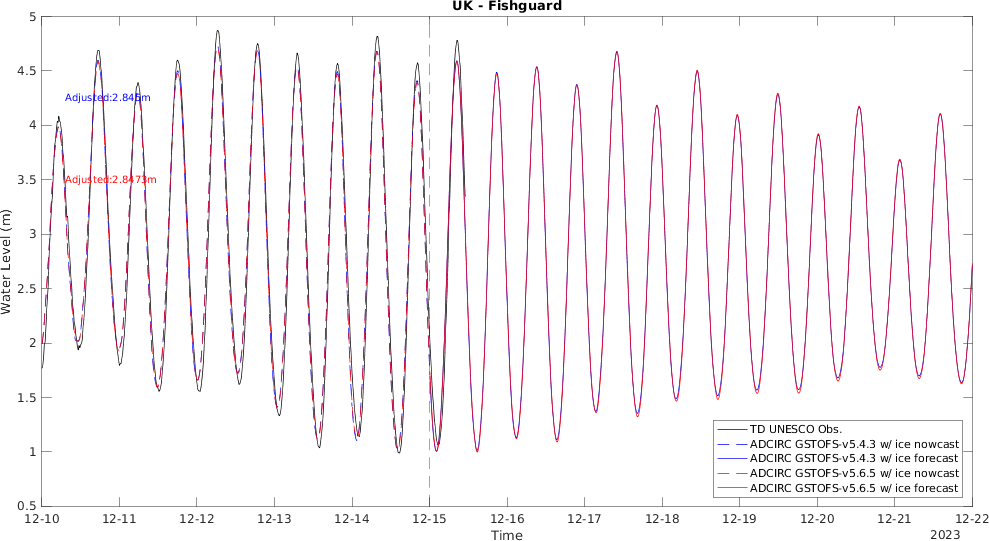 UK - Fishguard
5
4.5
4
3.5
3
2.5
2
1.5
1
0.5
Water Level (m)
Adjusted:2.845m
Adjusted:2.8473m
TD UNESCO Obs.
ADCIRC GSTOFS-v5.4.3 w/ ice nowcast
ADCIRC GSTOFS-v5.4.3 w/ ice forecast
ADCIRC GSTOFS-v5.6.5 w/ ice nowcast
ADCIRC GSTOFS-v5.6.5 w/ ice forecast
12-10 12-11 12-12 12-13 12-14 12-15 12-16 12-17 12-18 12-19 12-20 12-21 12-22
Time
2023